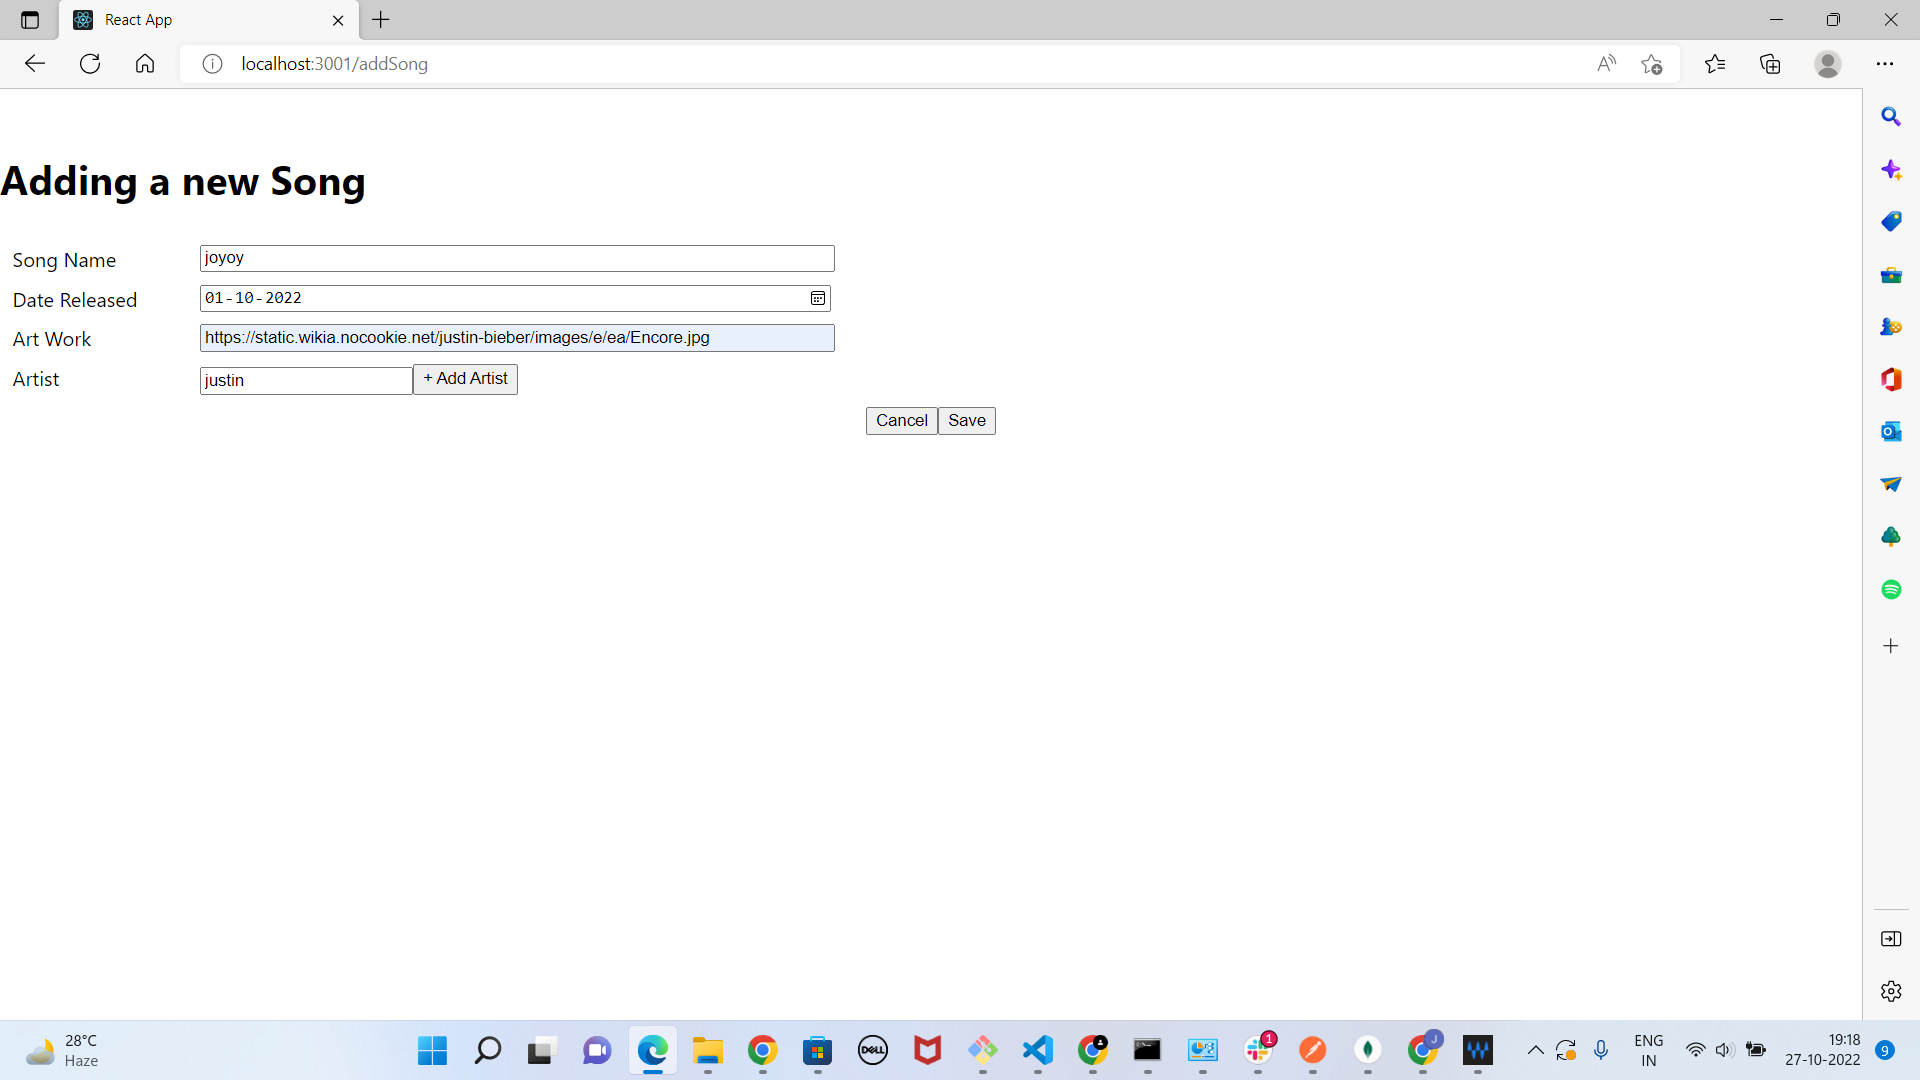 React App
localhost:3001/addSong
Adding a new Song
Song Name
joyoy
Date Released
01-10-2022
Art Work
https://static.wikia.nocookie.net/justin-bieber/images/e/ea/Encore.jpg
Artist
justin
+ Add Artist
Cancel
Save
28°C
Haze
DELL
1
J
ENG
IN
19:18
27-10-2022
9